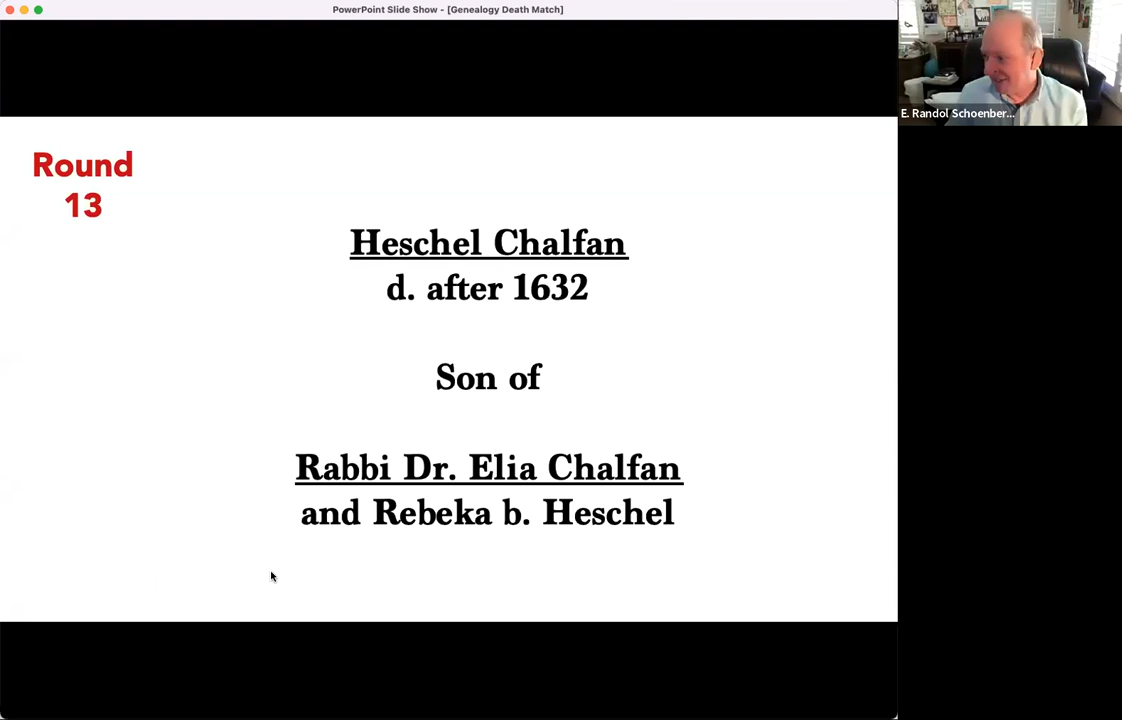 PowerPoint Slide Show - [Genealogy Death Match]
E. Randol Schoenber...
Round
13
Heschel Chalfan
d. after 1632
Son of
Rabbi Dr. Elia Chalfan
and Rebeka b. Heschel